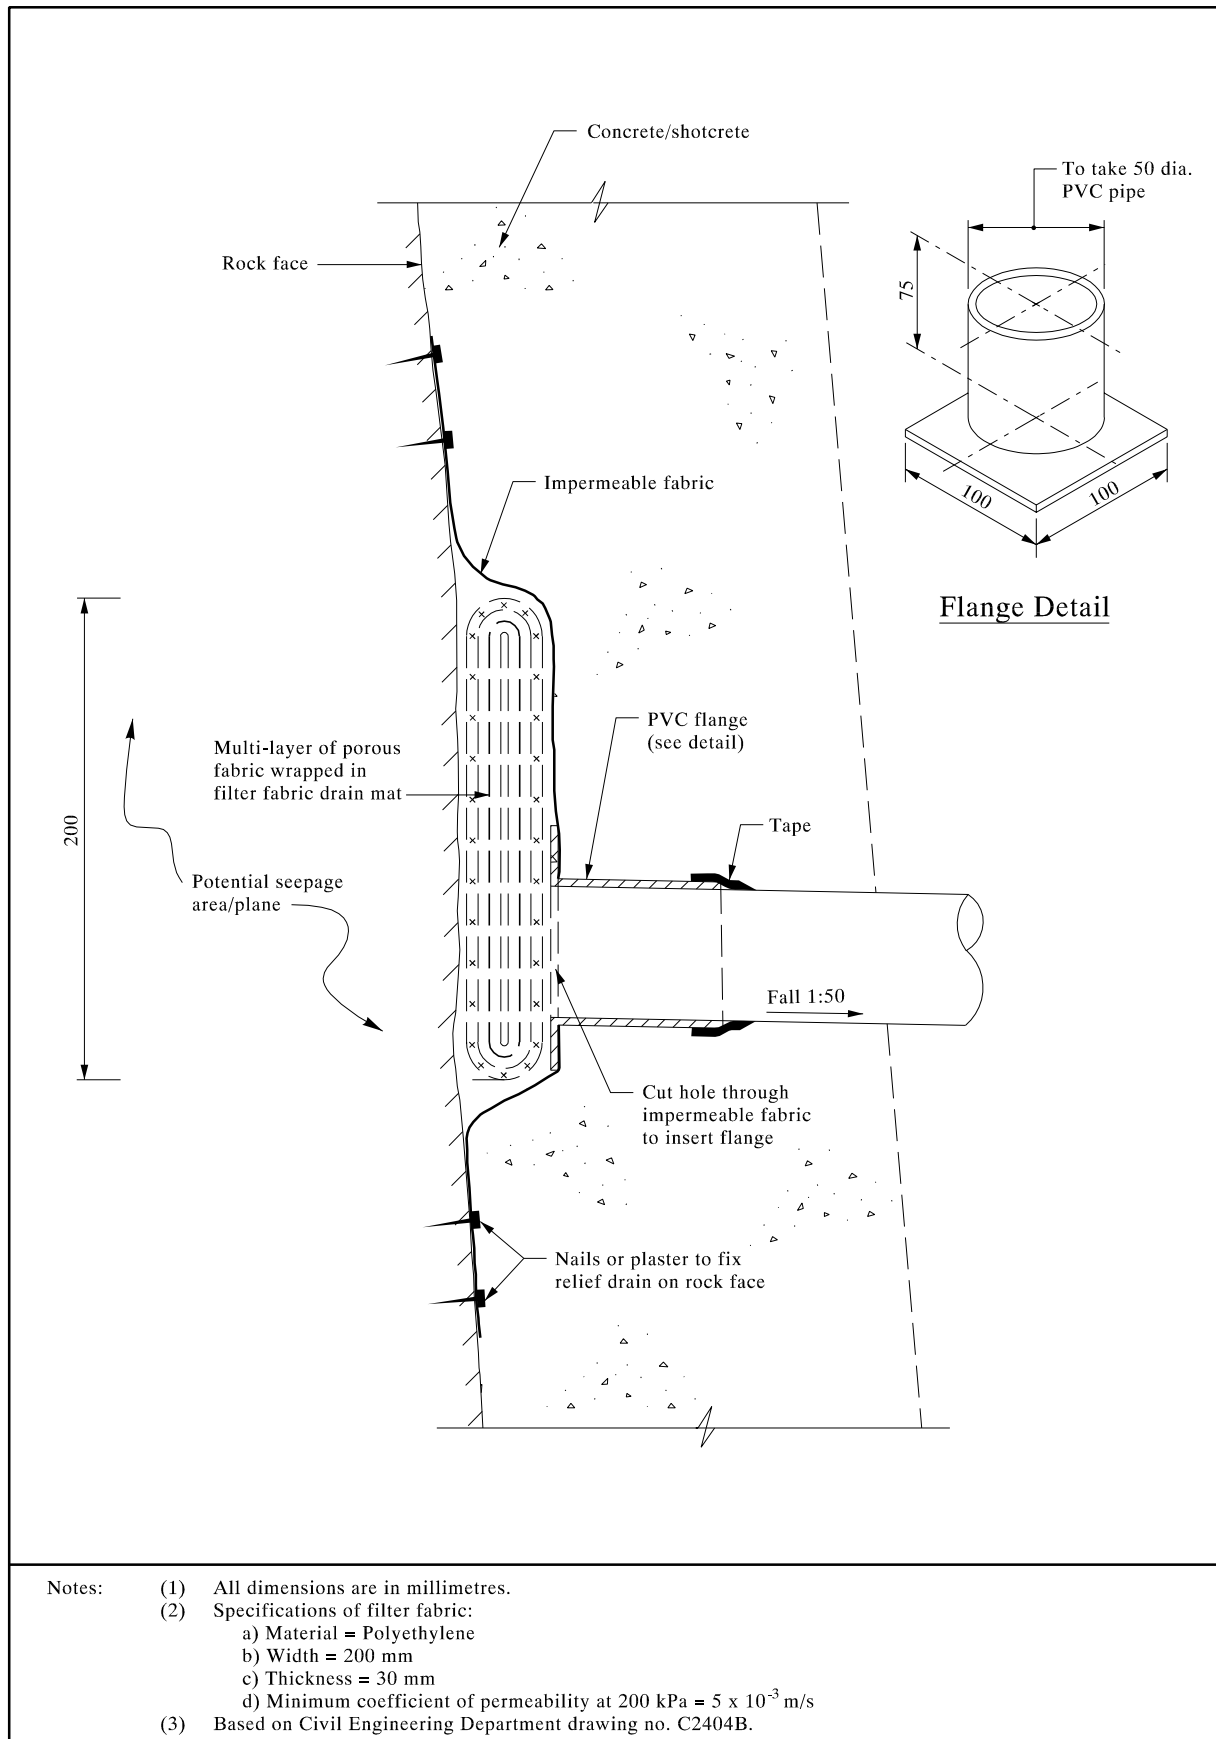 Concrete/shotcrete
To take 50 dia.
PVC pipe
Rock face
75
Impermeable fabric
100
100
Flange Detail
PVC flange
(see detail)
Multi-layer of porous
fabric wrapped in
filter fabric drain mat
200
Tape
Potential seepage
area/plane
Fall 1:50
Cut hole through
impermeable fabric
to insert flange
Nails or plaster to fix
relief drain on rock face
Notes: (1) All dimensions are in millimetres.
(2) Specifications of filter fabric:
a) Material = Polyethylene
b) Width = 200 mm
c) Thickness = 30 mm
d) Minimum coefficient of permeability at 200 kPa = 5 x 10⁻³ m/s
(3) Based on Civil Engineering Department drawing no. C2404B.